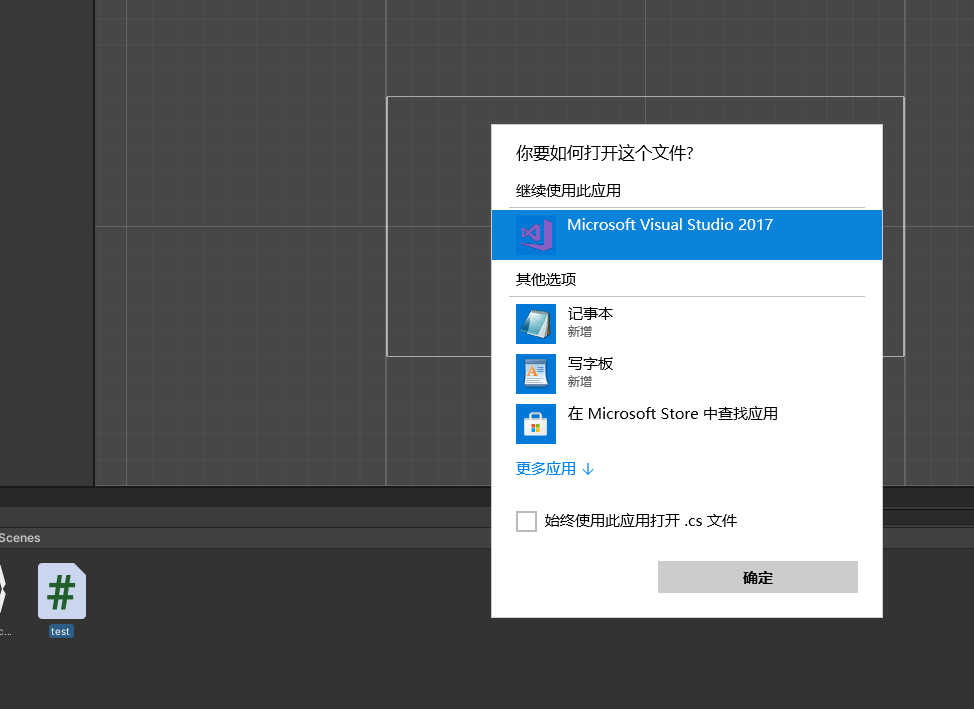 你要如何打开这个文件?
继续使用此应用
Microsoft Visual Studio 2017
其他选项
记事本
新增
写字板
新增
在 Microsoft Store 中查找应用
更多应用 ↓
始终使用此应用打开 .cs 文件
确定
Scenes
c...
test